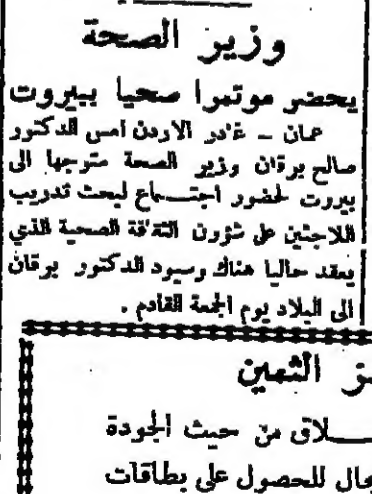 وزير الصحة
يحضر موتمرا صحيا ببيروت
عمان – غادر الاردن امس الدكتور
صالح برقان وزير الصحة متوجها الى
بيروت لحضور اجتماع لبحث تدريب
اللاجئين على شؤون الثقافة الصحية الذي
يعقد حاليا هناك وسيعود الدكتور برقان
الى البلاد يوم الجمعة القادم .
الثمين
لاق من حيث الجودة
جال للحصول على بطاقات